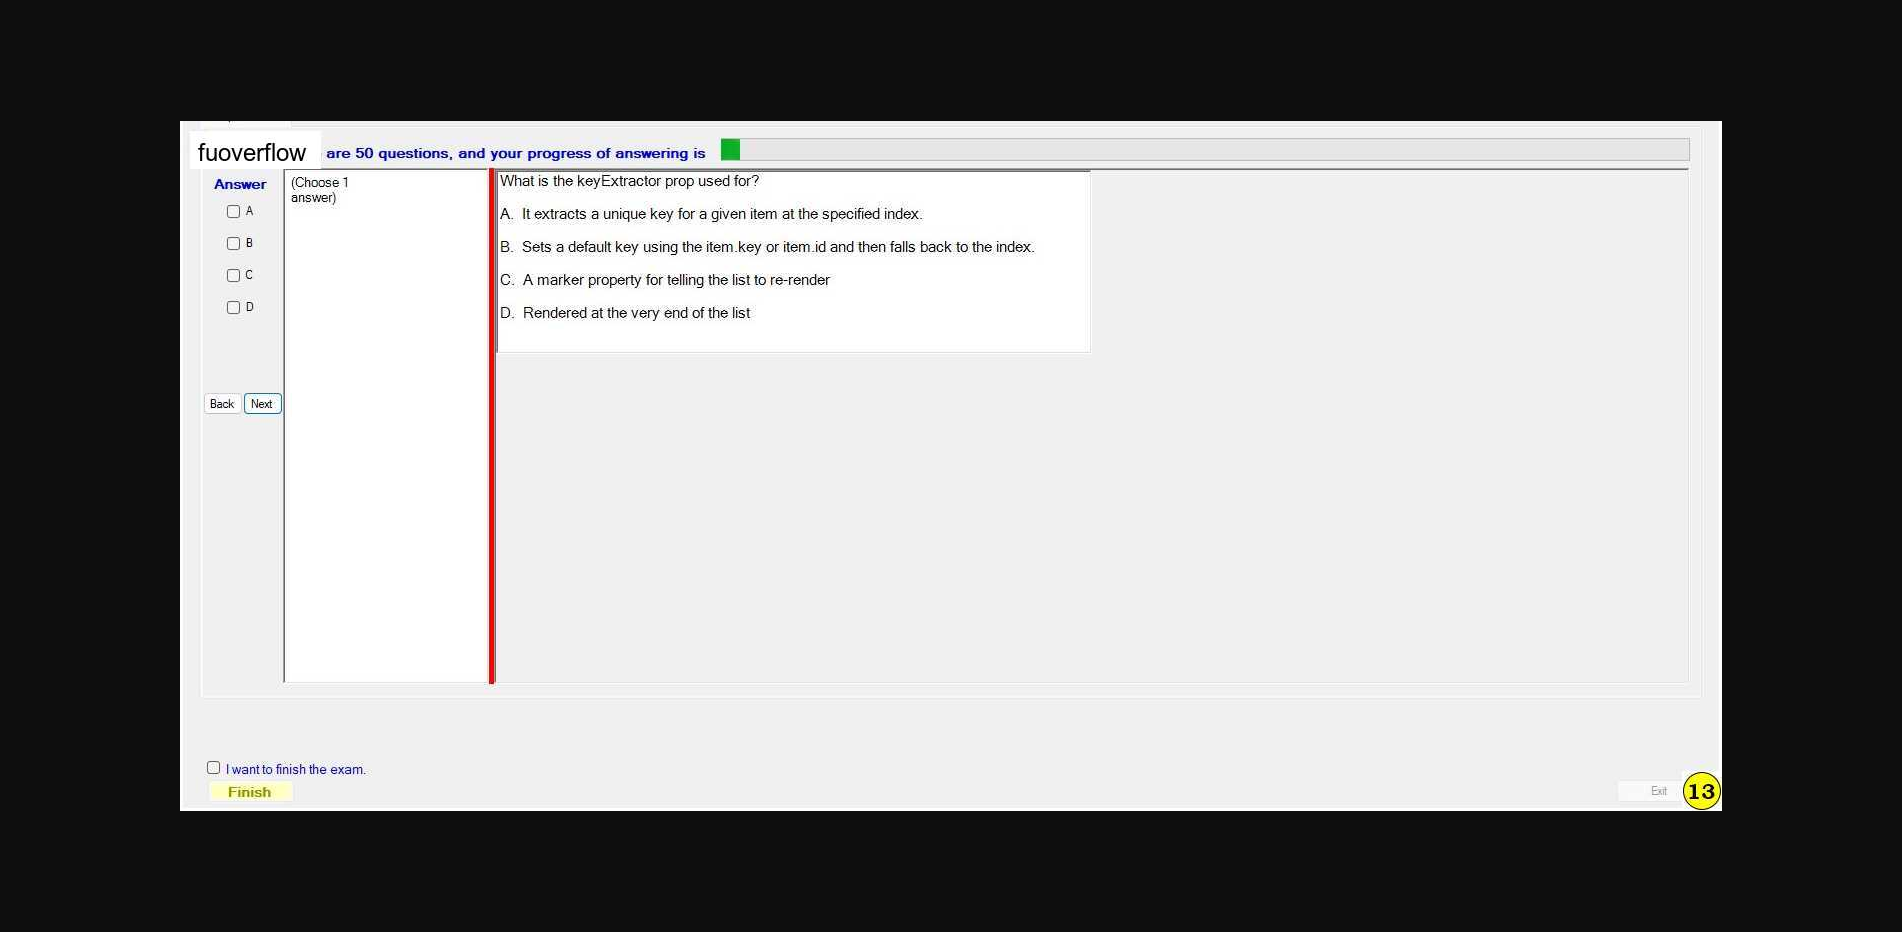 fuoverflow are 50 questions, and your progress of answering is
Answer
A
B
C
D
Back Next
(Choose 1
answer)
What is the keyExtractor prop used for?
A. It extracts a unique key for a given item at the specified index.
B. Sets a default key using the item.key or item.id and then falls back to the index.
C. A marker property for telling the list to re-render
D. Rendered at the very end of the list
I want to finish the exam.
Finish
Exit 13